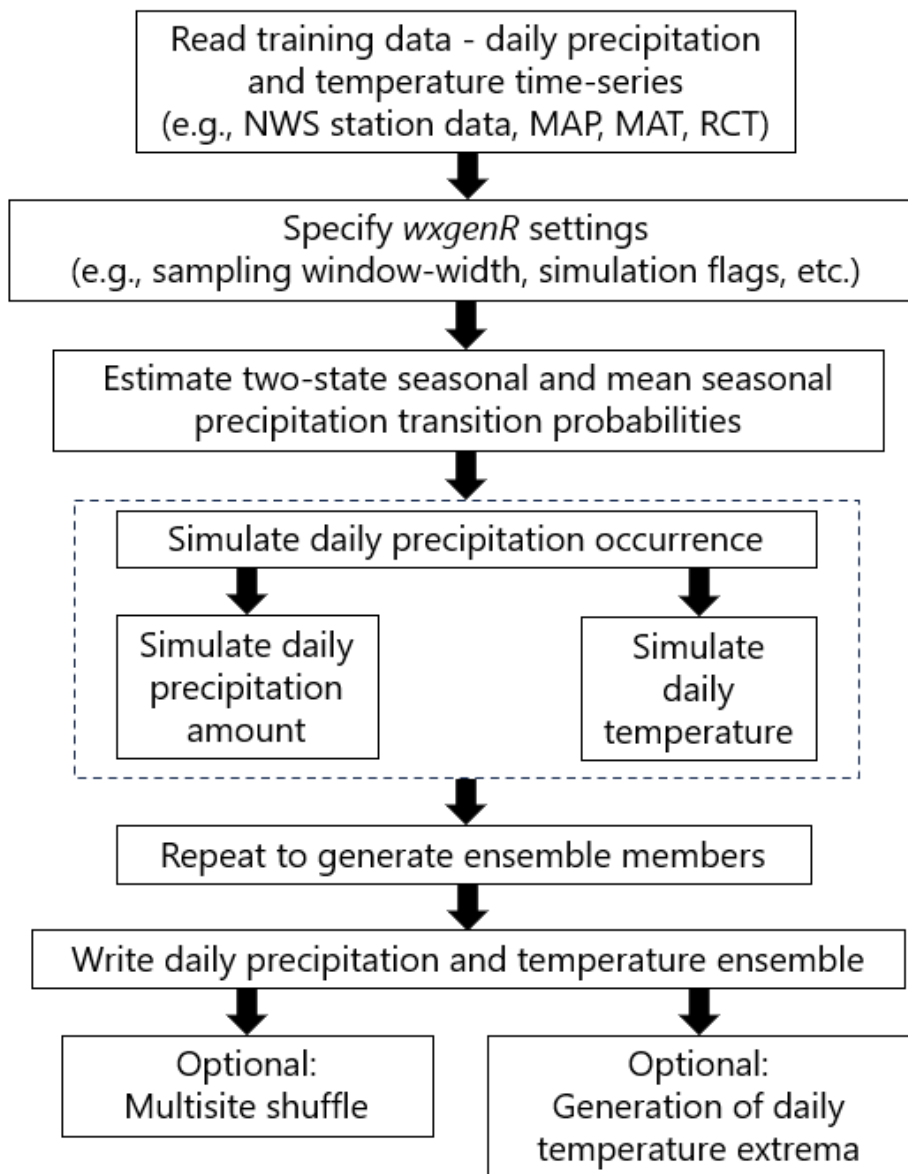 Read training data - daily precipitation
and temperature time-series
(e.g., NWS station data, MAP, MAT, RCT)
Specify wxgenR settings
(e.g., sampling window-width, simulation flags, etc.)
Estimate two-state seasonal and mean seasonal
precipitation transition probabilities
Simulate daily precipitation occurrence
Simulate daily
precipitation
amount
Simulate
daily
temperature
Repeat to generate ensemble members
Write daily precipitation and temperature ensemble
Optional:
Multisite shuffle
Optional:
Generation of daily
temperature extrema